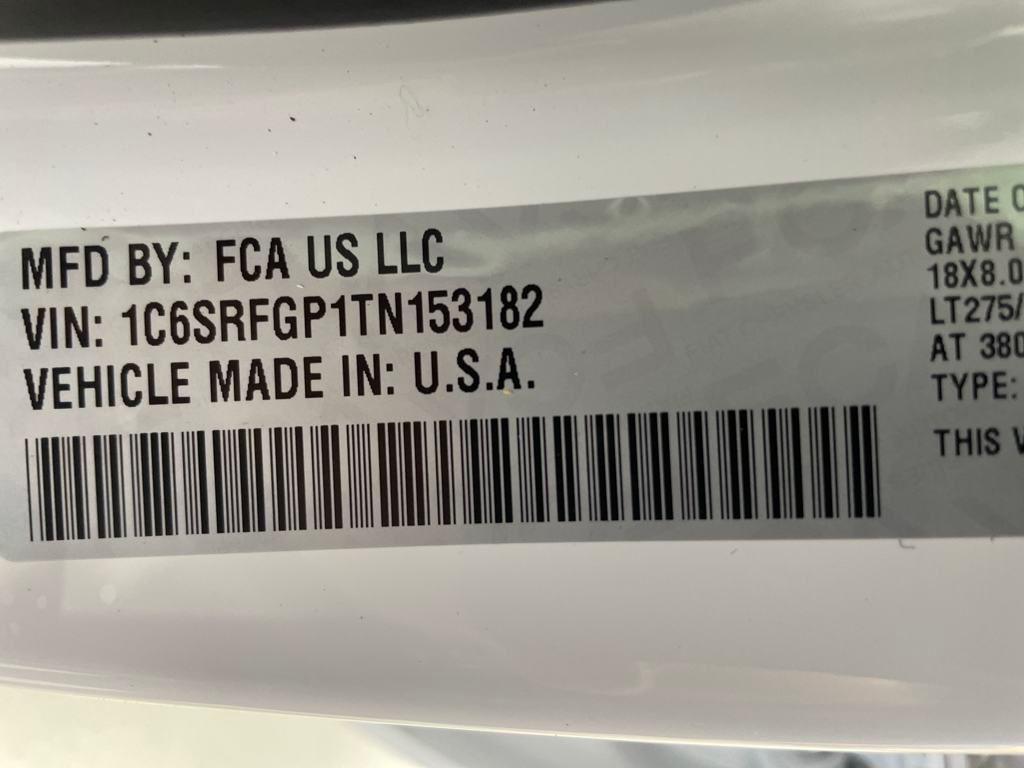 MFD BY: FCA US LLC
VIN: 1C6SRFGP1TN153182
VEHICLE MADE IN: U.S.A.
DATE
GAWR
18X8.0
LT275/
AT 380
TYPE:
THIS